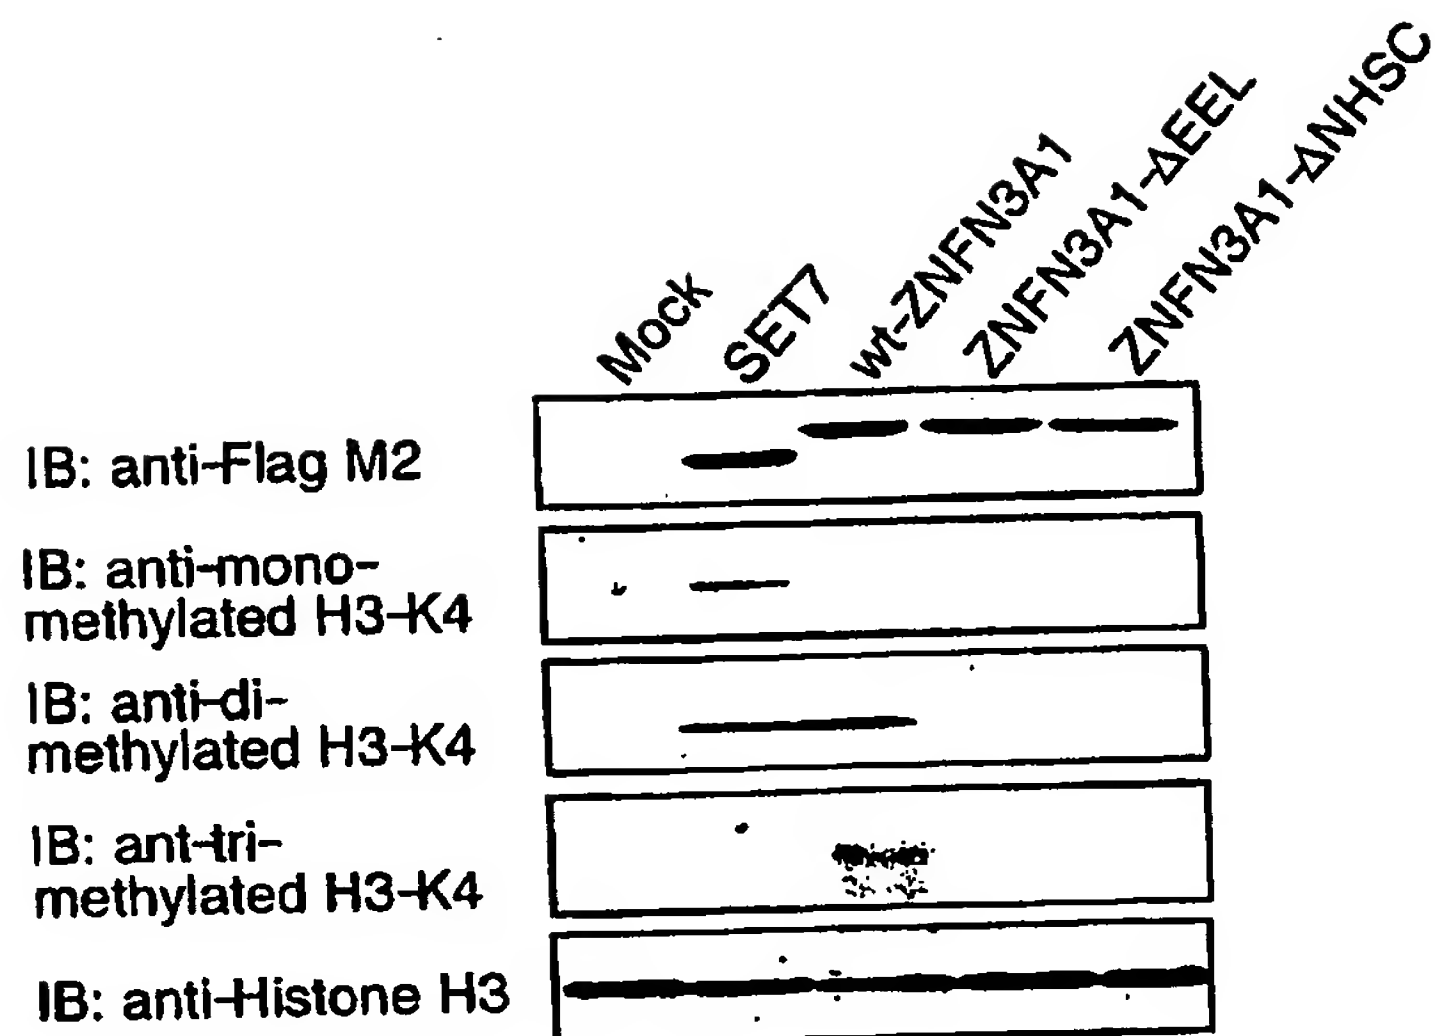 Mock
SET7
wt-ZNFN3A1
ZNFN3A1-ΔEEL
ZNFN3A1-ΔNHSC
IB: anti-Flag M2
IB: anti-mono-
methylated H3-K4
IB: anti-di-
methylated H3-K4
IB: ant-tri-
methylated H3-K4
IB: anti-Histone H3